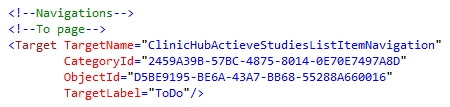 <!--Navigations-->
<!--To page-->
<Target TargetName="ClinicHubActieveStudiesListItemNavigation"
CategoryId="2459A39B-57BC-4875-8014-0E70E7497A8D"
ObjectId="D5BE9195-BE6A-43A7-BB68-55288A660016"
TargetLabel="ToDo"/>